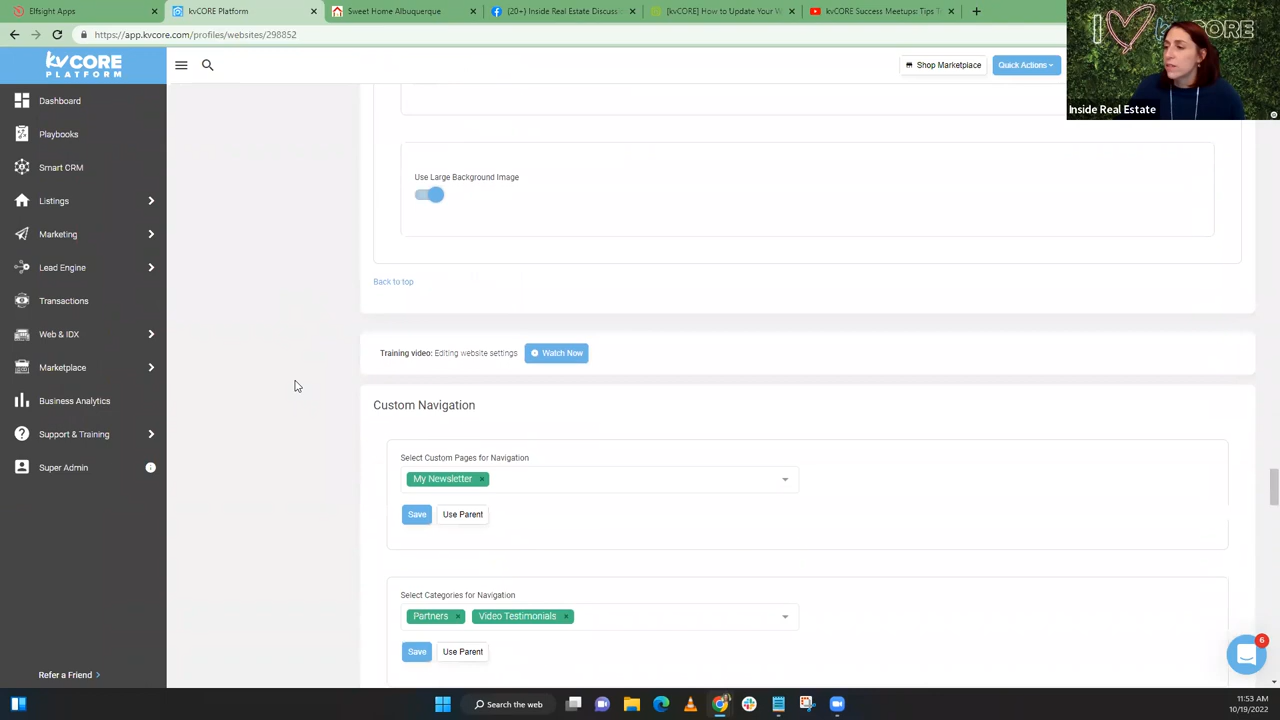 Elfsight Apps
kvCORE Platform
Sweet Home Albuquerque
(20+) Inside Real Estate Discussi
[kvCORE] How to Update Your W
kvCORE Success Meetups: Tips T
https://app.kvcore.com/profiles/websites/298852
kvCORE
PLATFORM
Shop Marketplace
Quick Actions
I kvCORE
Inside Real Estate
Dashboard
Playbooks
Smart CRM
Listings
Marketing
Lead Engine
Transactions
Web & IDX
Marketplace
Business Analytics
Support & Training
Super Admin
Refer a Friend
Use Large Background Image
Back to top
Training video: Editing website settings
Watch Now
Custom Navigation
Select Custom Pages for Navigation
My Newsletter ×
Save
Use Parent
Select Categories for Navigation
Partners ×
Video Testimonials ×
Save
Use Parent
6
Search the web
11:53 AM
10/19/2022